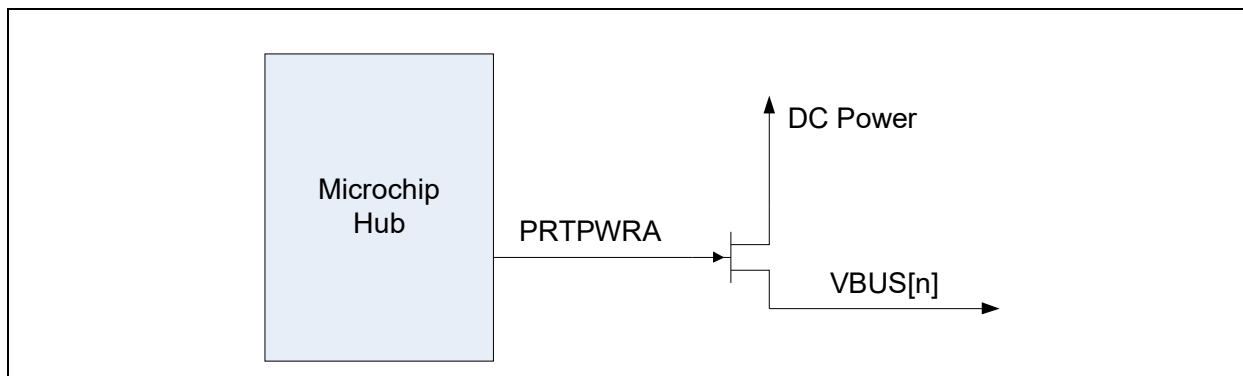 Microchip
Hub
PRTPWRA
DC Power
VBUS[n]